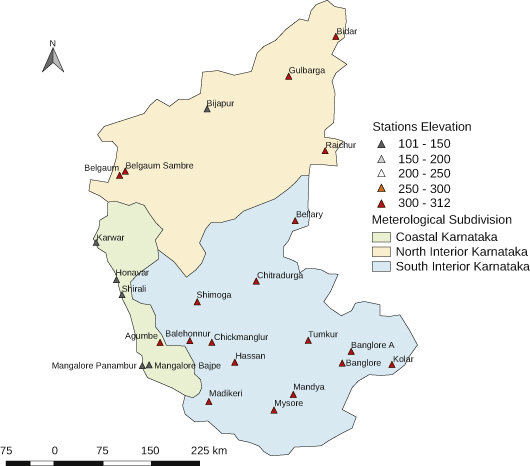 Bidar
N
Gulbarga
Bijapur
Stations Elevation
101 - 150
Raichur
150 - 200
Belgaum
Belgaum Sambre
200 - 250
250 - 300
300 - 312
Bellary
Meterological Subdivision
Karwar
Coastal Karnataka
North Interior Karnataka
South Interior Karnataka
Honavar
Chitradurga
Shirali
Shimoga
Agumbe
Balehonnur
Chickmanglur
Tumkur
Banglore A
Hassan
Kolar
Mangalore Panambur
Mangalore Bajpe
Banglore
Madikeri
Mandya
Mysore
75 0 75 150 225 km